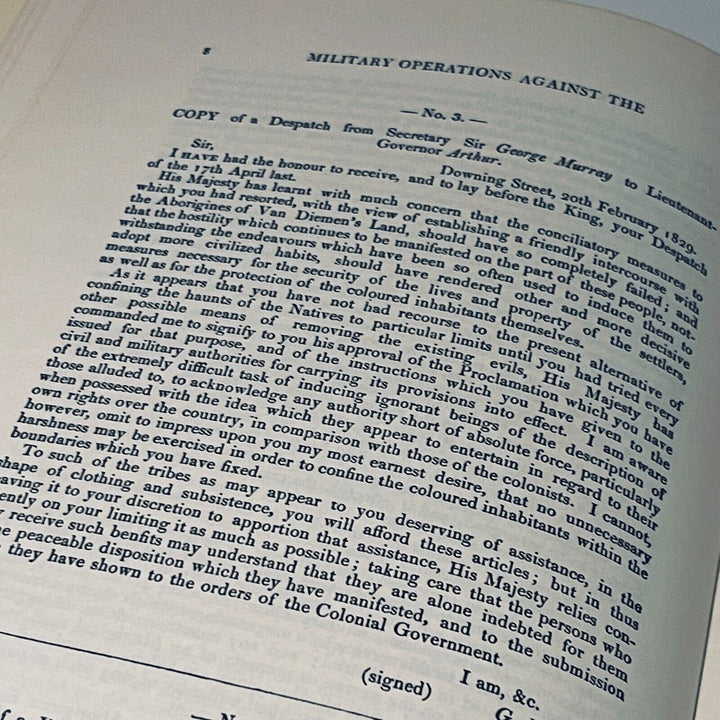 8 MILITARY OPERATIONS AGAINST THE
— No. 3. —
COPY of a Despatch from Secretary Sir George Murray to Lieutenant-
Governor Arthur.
Downing Street, 20th February 1829.
Sir,
I HAVE had the honour to receive, and to lay before the King, your Despatch
of the 17th April last.
His Majesty has learnt with much concern that the conciliatory measures to
which you had resorted, with the view of establishing a friendly intercourse with
the Aborigines of Van Diemen's Land, should have so completely failed; and
that the hostility which continues to be manifested on the part of these people, not-
withstanding the endeavours which have been so often used to induce them to
adopt more civilized habits, should have rendered other and more decisive
measures necessary for the security of the lives and property of the settlers,
as well as for the protection of the coloured inhabitants themselves.
As it appears that you have not had recourse to the present alternative of
confining the haunts of the Natives to particular limits until you had tried every
other possible means of removing the existing evils, His Majesty has
commanded me to signify to you his approval of the Proclamation which you have
issued for that purpose, and of the instructions which you have given to the
civil and military authorities for carrying its provisions into effect. I am aware
of the extremely difficult task of inducing ignorant beings of the description of
those alluded to, to acknowledge any authority short of absolute force, particularly
when possessed with the idea which they appear to entertain in regard to their
own rights over the country, in comparison with those of the colonists. I cannot,
however, omit to impress upon you my most earnest desire, that no unnecessary
harshness may be exercised in order to confine the coloured inhabitants within the
boundaries which you have fixed.
To such of the tribes as may appear to you deserving of assistance, in the
shape of clothing and subsistence, you will afford these articles; but in thus
aving it to your discretion to apportion that assistance, His Majesty relies con-
ently on your limiting it as much as possible; taking care that the persons who
receive such benfits may understand that they are alone indebted for them
e peaceable disposition which they have manifested, and to the submission
they have shown to the orders of the Colonial Government.
I am, &c.
(signed) G.
— N